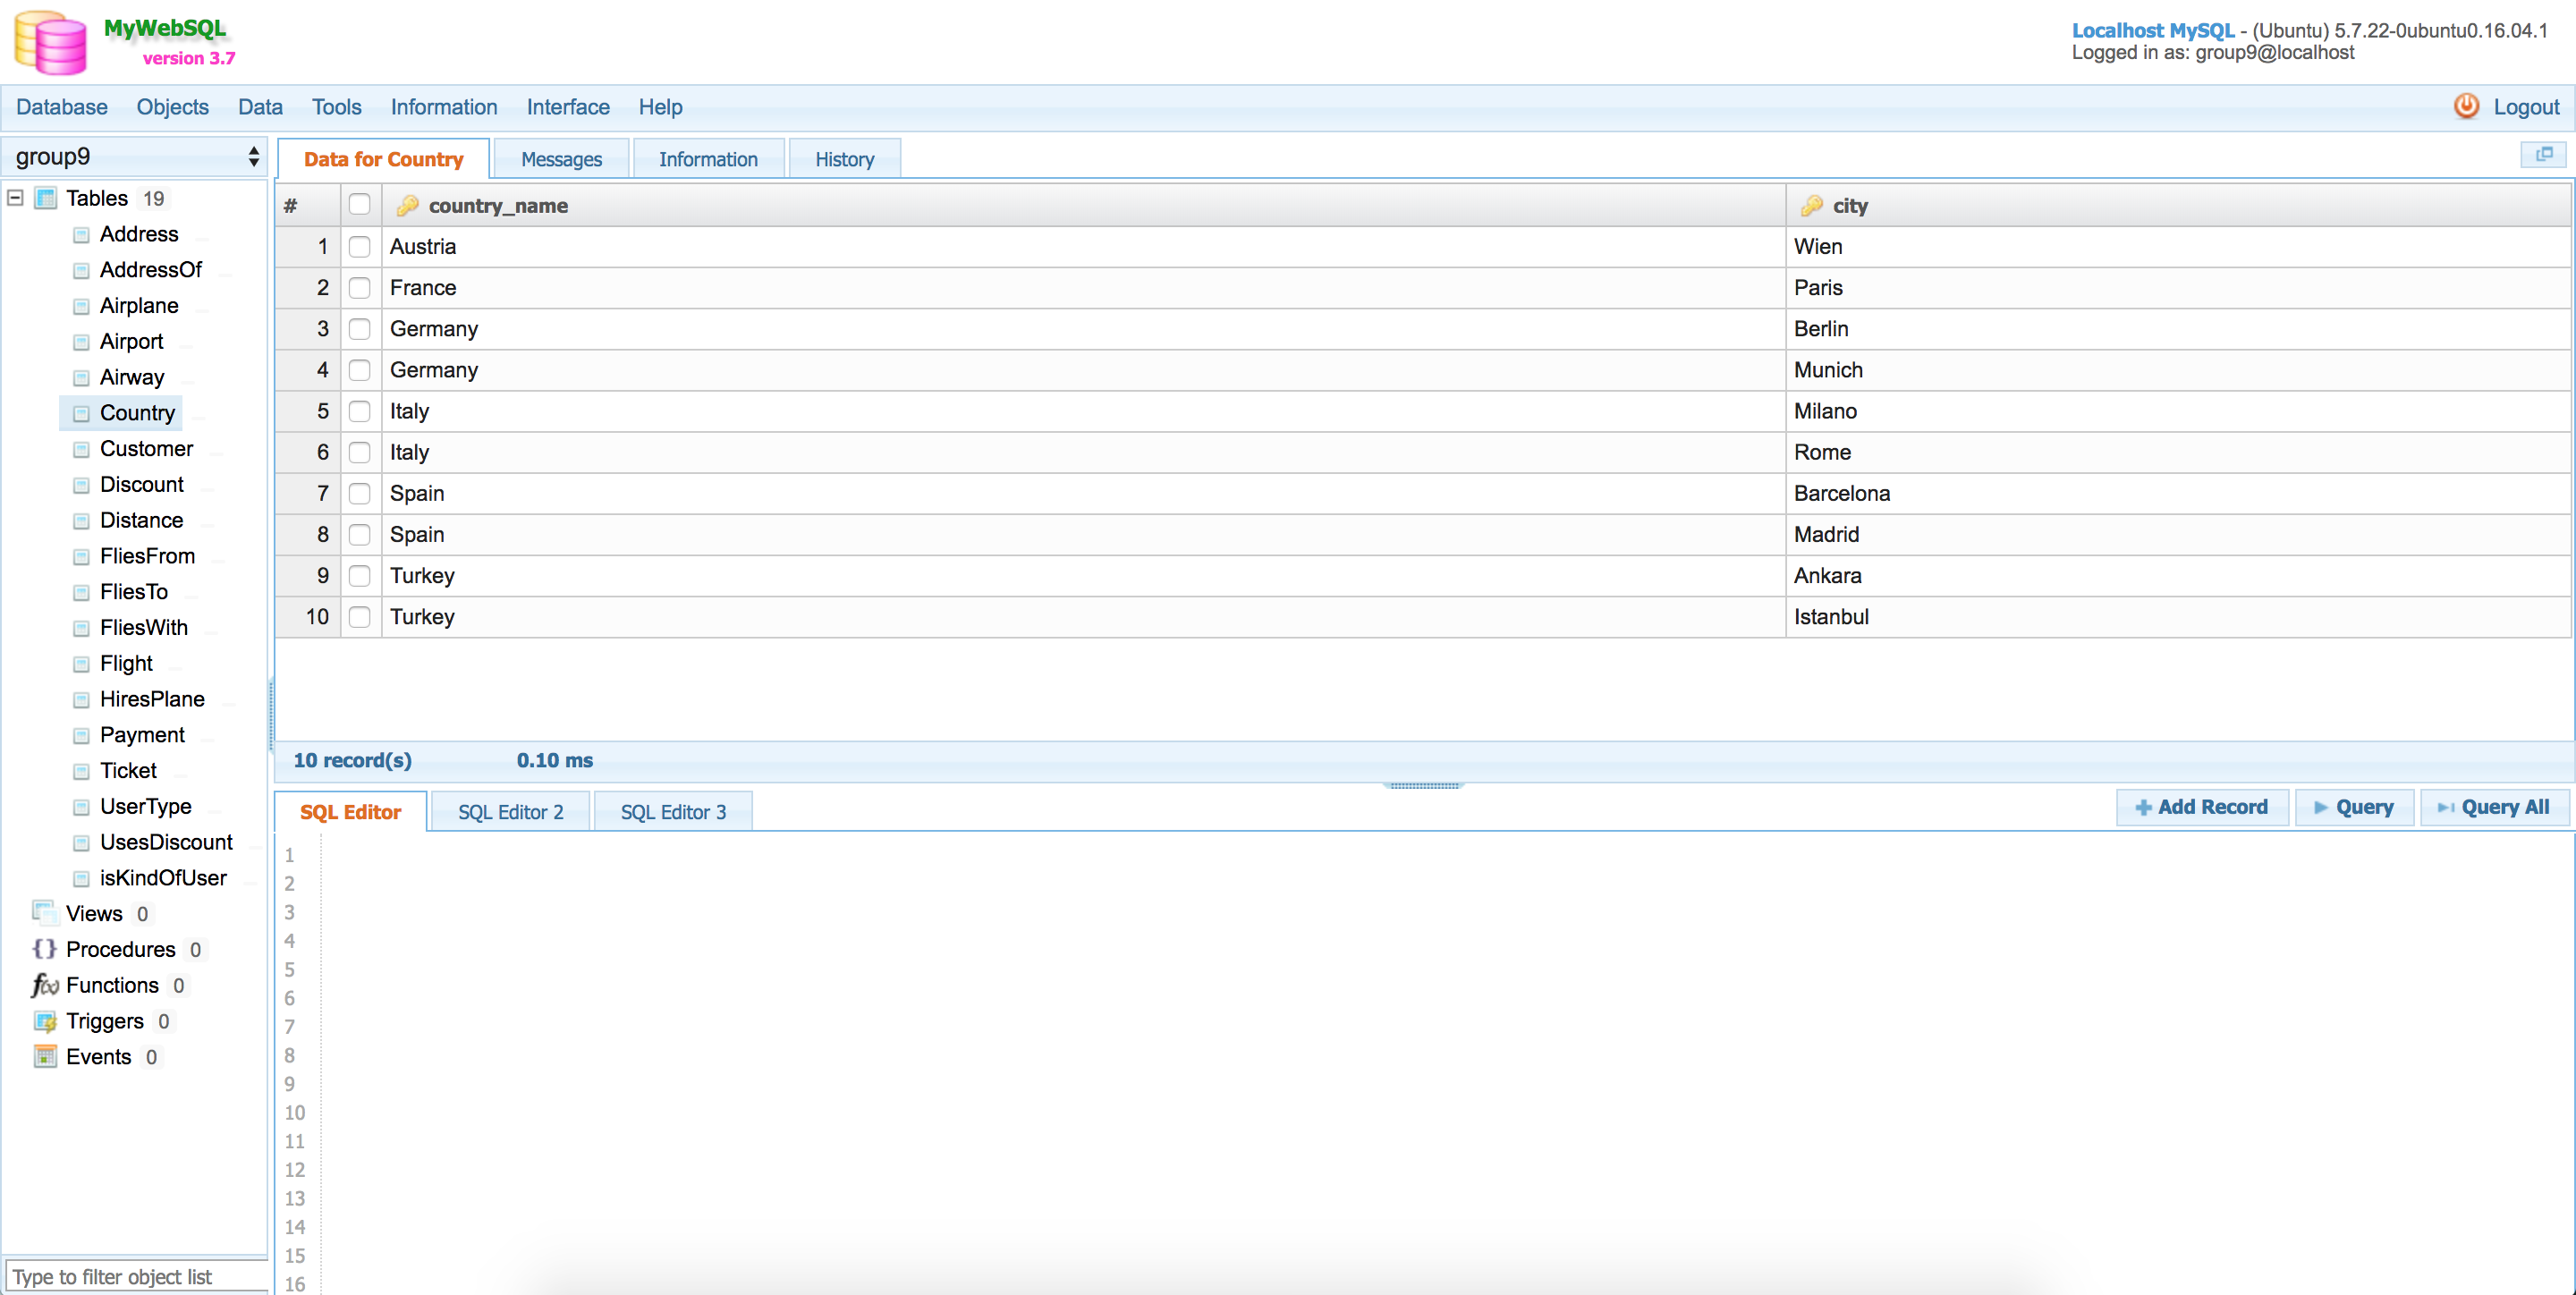 MyWebSQL
version 3.7
Localhost MySQL - (Ubuntu) 5.7.22-0ubuntu0.16.04.1
Logged in as: group9@localhost
Database Objects Data Tools Information Interface Help Logout
group9
Tables 19
Address
AddressOf
Airplane
Airport
Airway
Country
Customer
Discount
Distance
FliesFrom
FliesTo
FliesWith
Flight
HiresPlane
Payment
Ticket
UserType
UsesDiscount
isKindOfUser
Views 0
{} Procedures 0
f(x) Functions 0
Triggers 0
Events 0
Type to filter object list
Data for Country Messages Information History
# country_name city
1 Austria Wien
2 France Paris
3 Germany Berlin
4 Germany Munich
5 Italy Milano
6 Italy Rome
7 Spain Barcelona
8 Spain Madrid
9 Turkey Ankara
10 Turkey Istanbul
10 record(s) 0.10 ms
SQL Editor SQL Editor 2 SQL Editor 3 Add Record Query Query All
1
2
3
4
5
6
7
8
9
10
11
12
13
14
15
16